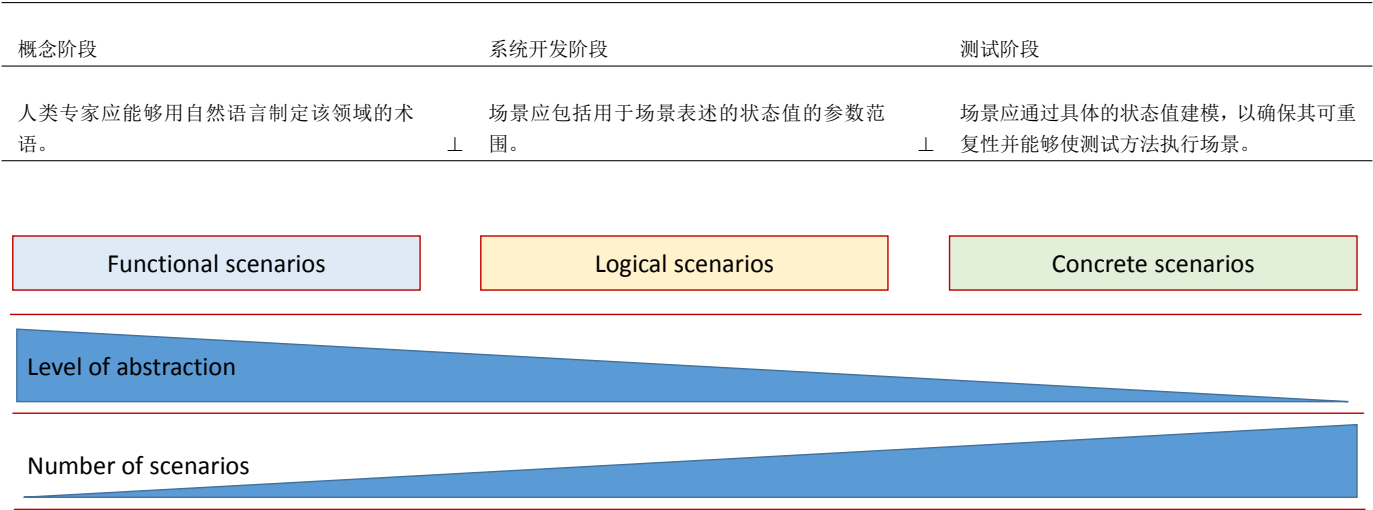 概念阶段
系统开发阶段
测试阶段
人类专家应能够用自然语言制定该领域的术
语。
⊥
场景应包括用于场景表述的状态值的参数范
围。
⊥
场景应通过具体的状态值建模，以确保其可重
复性并能够使测试方法执行场景。
Functional scenarios
Logical scenarios
Concrete scenarios
Level of abstraction
Number of scenarios